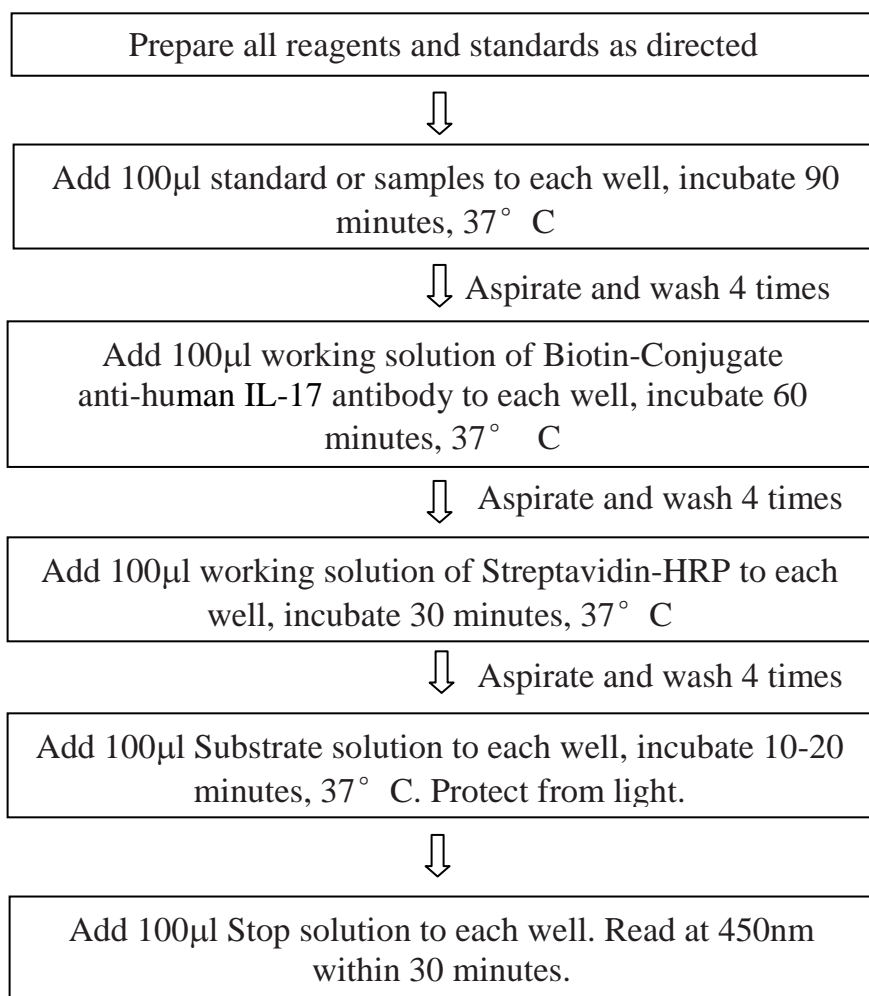 Prepare all reagents and standards as directed
Add 100μl standard or samples to each well, incubate 90
minutes, 37° C
Aspirate and wash 4 times
Add 100μl working solution of Biotin-Conjugate
anti-human IL-17 antibody to each well, incubate 60
minutes, 37° C
Aspirate and wash 4 times
Add 100μl working solution of Streptavidin-HRP to each
well, incubate 30 minutes, 37° C
Aspirate and wash 4 times
Add 100μl Substrate solution to each well, incubate 10-20
minutes, 37° C. Protect from light.
Add 100μl Stop solution to each well. Read at 450nm
within 30 minutes.